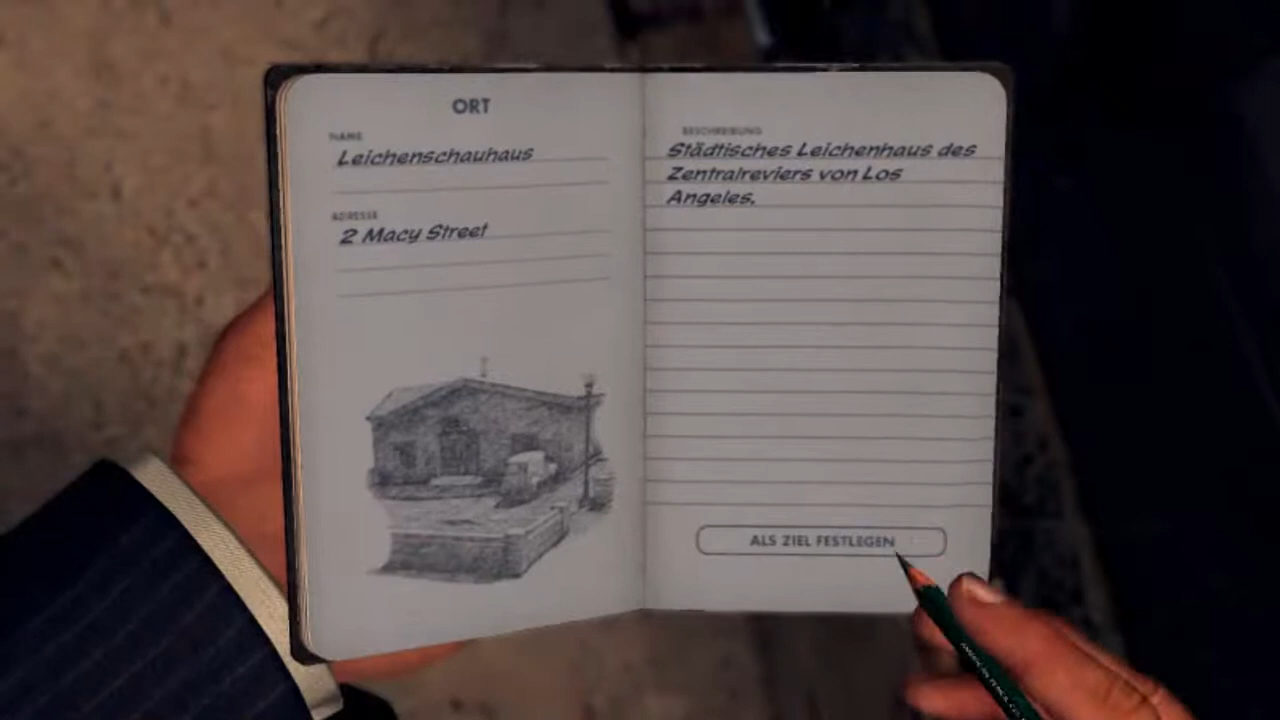 ORT
NAME
Leichenschauhaus
ADRESSE
2 Macy Street
BESCHREIBUNG
Städtisches Leichenhaus des
Zentralreviers von Los
Angeles.
ALS ZIEL FESTLEGEN